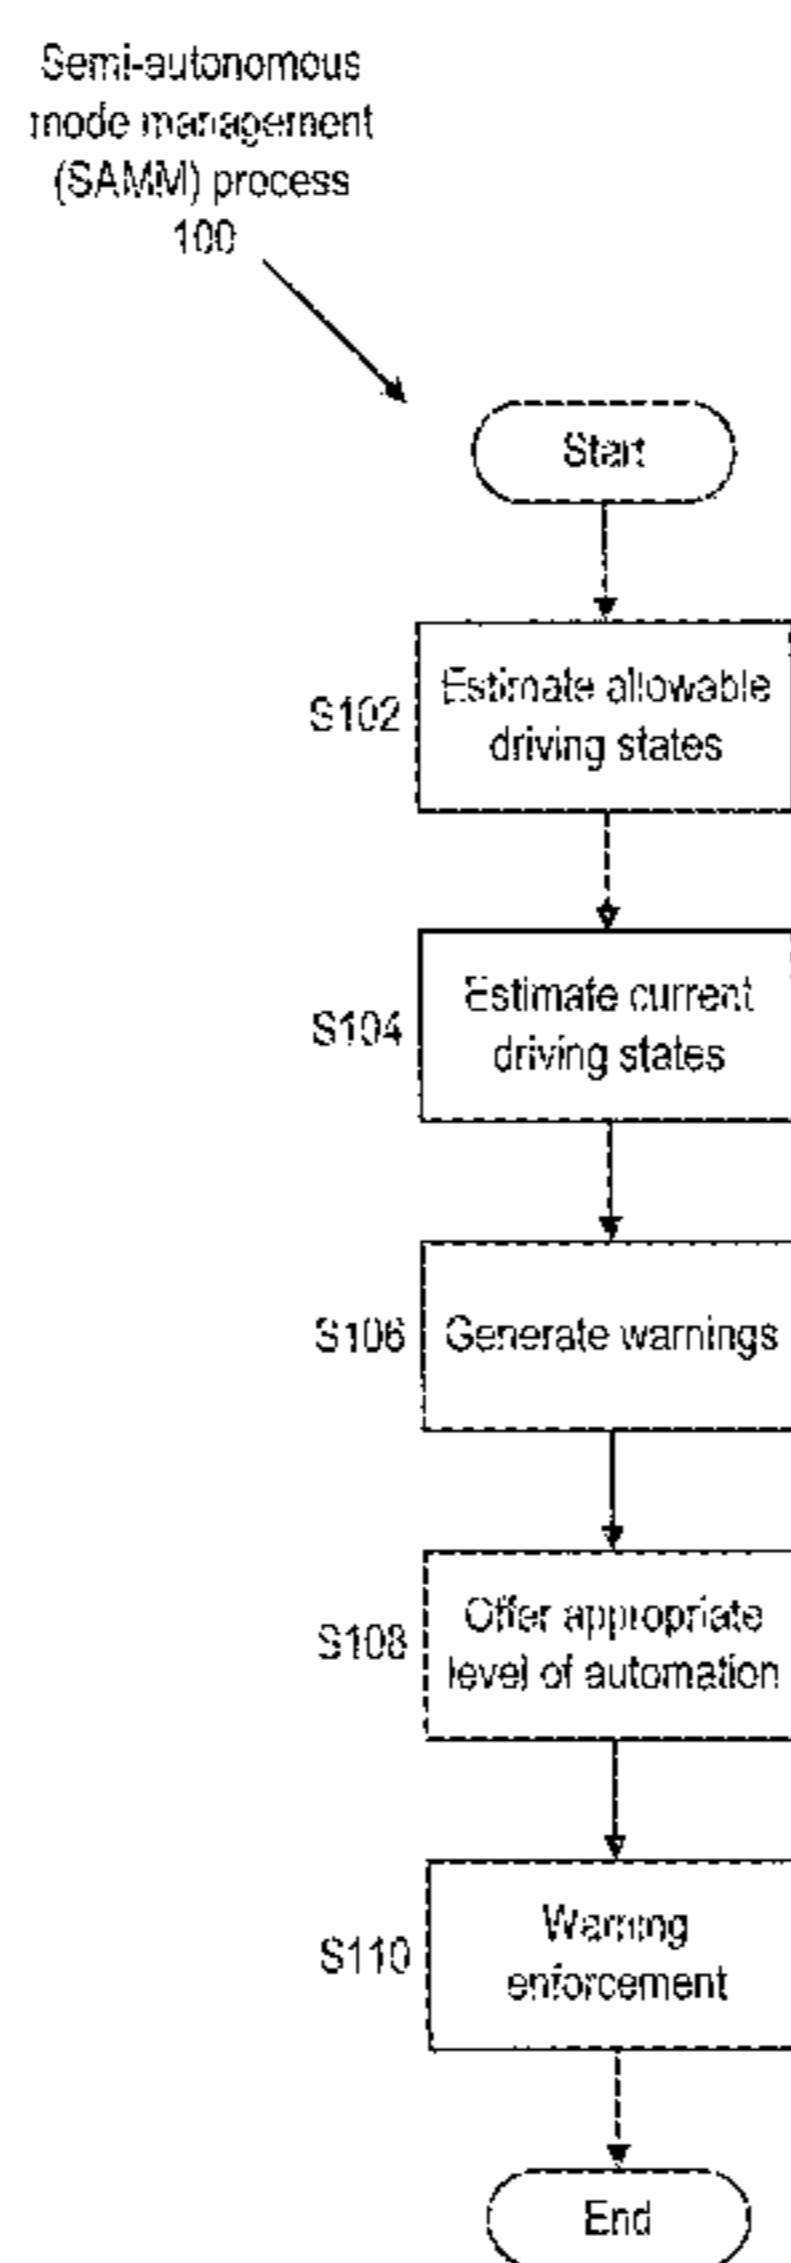 Semi-autonomous
mode management
(SAMM) process
100
Start
S102
Estimate allowable
driving states
S104
Estimate current
driving states
S106
Generate warnings
S108
Offer appropriate
level of automation
S110
Warning
enforcement
End